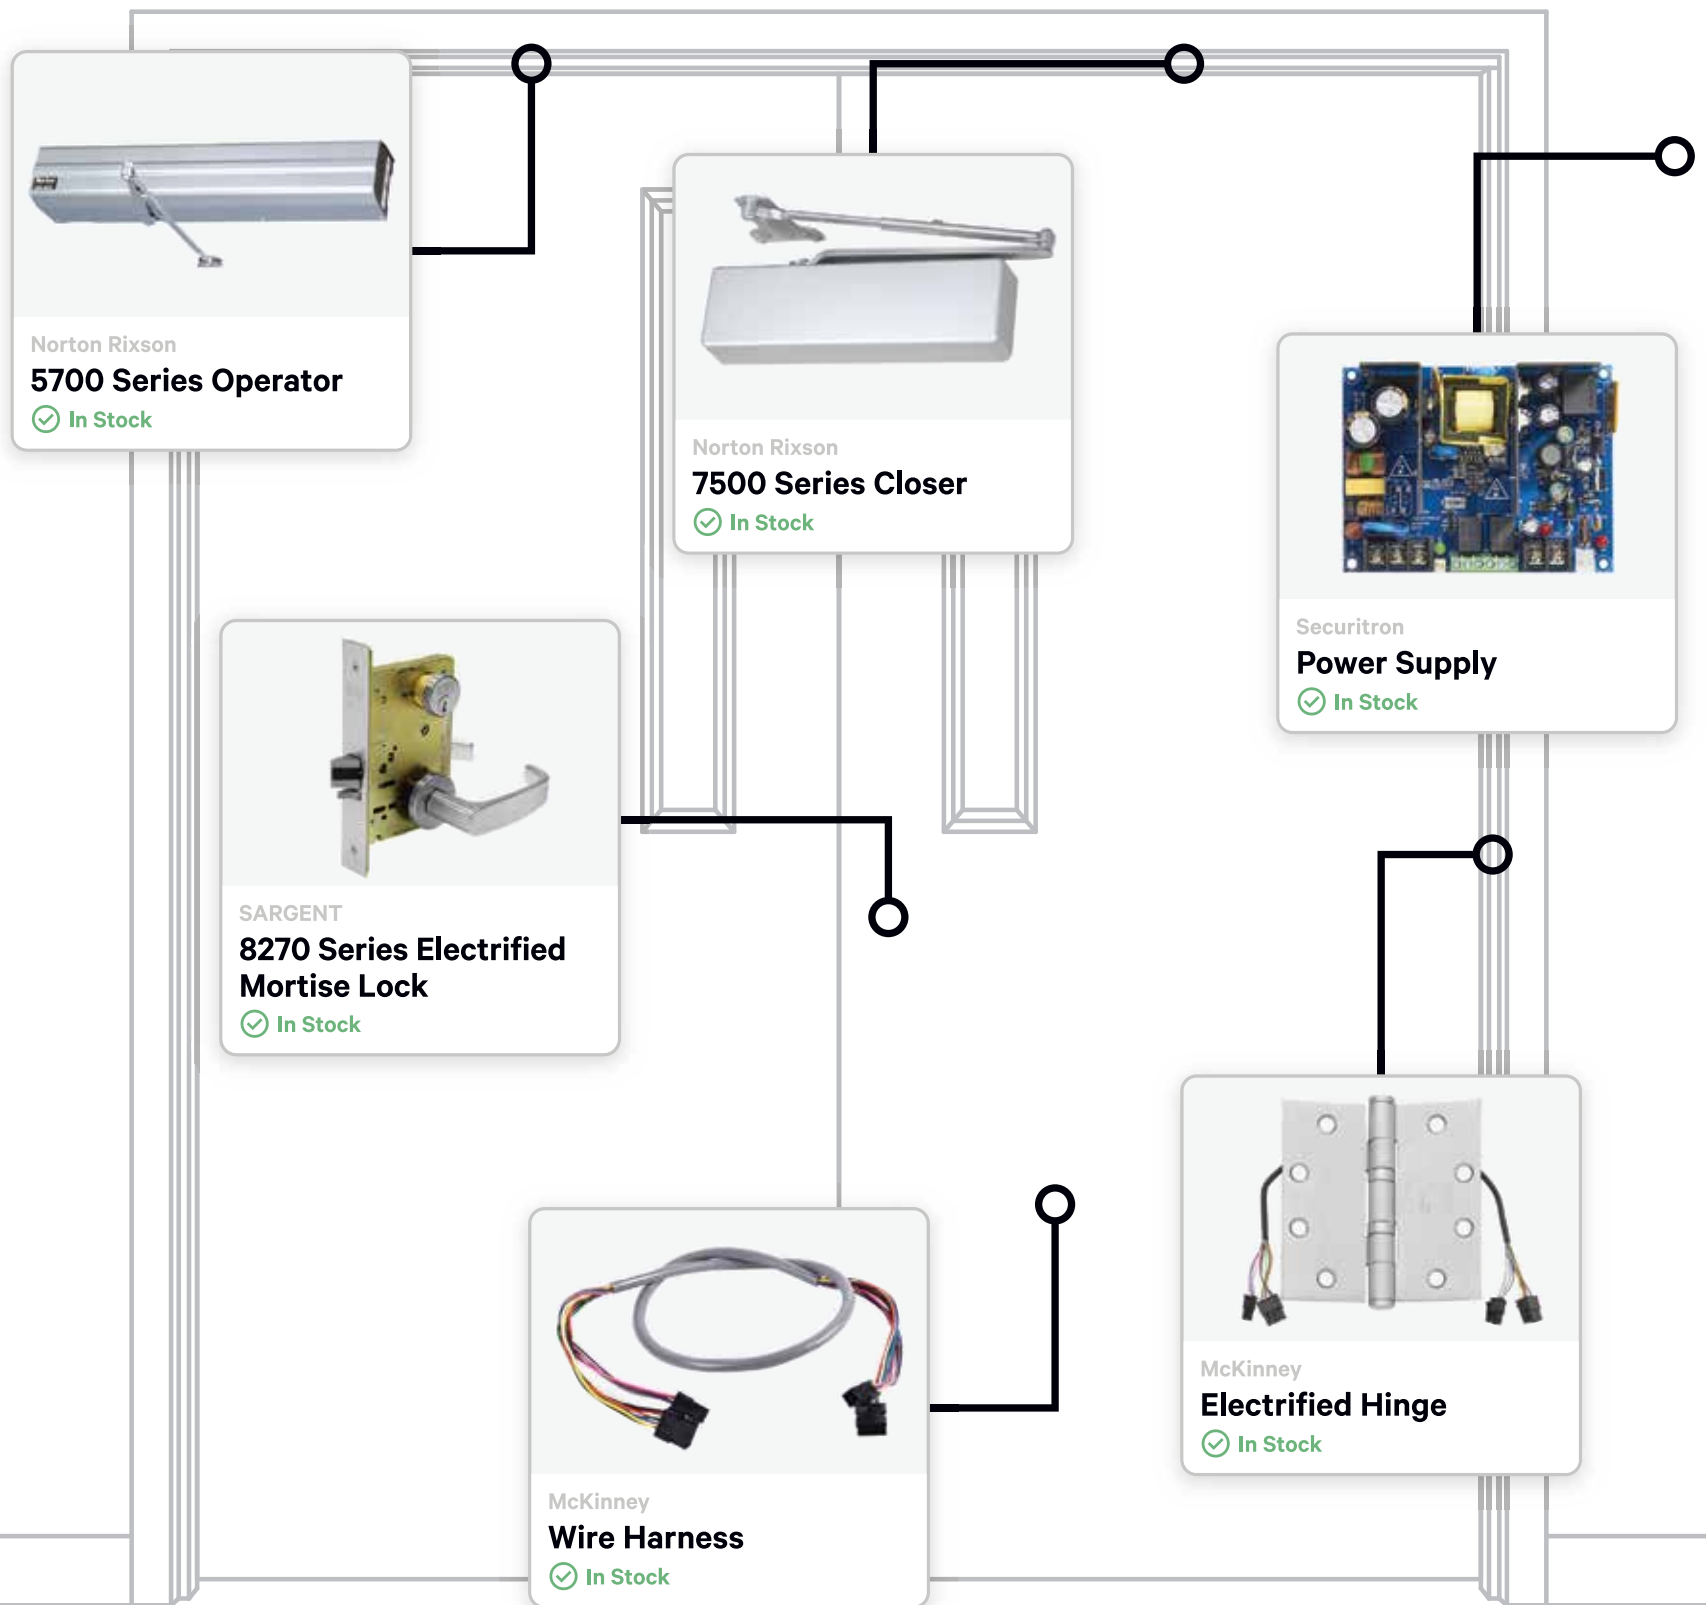 Norton Rixson
5700 Series Operator
In Stock
Norton Rixson
7500 Series Closer
In Stock
Securitron
Power Supply
In Stock
SARGENT
8270 Series Electrified
Mortise Lock
In Stock
McKinney
Electrified Hinge
In Stock
McKinney
Wire Harness
In Stock